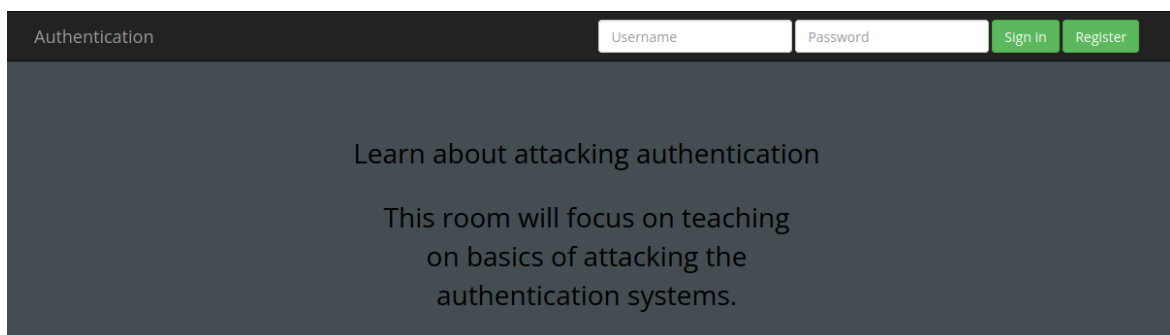 Authentication Username Password Sign in Register
Learn about attacking authentication
This room will focus on teaching
on basics of attacking the
authentication systems.